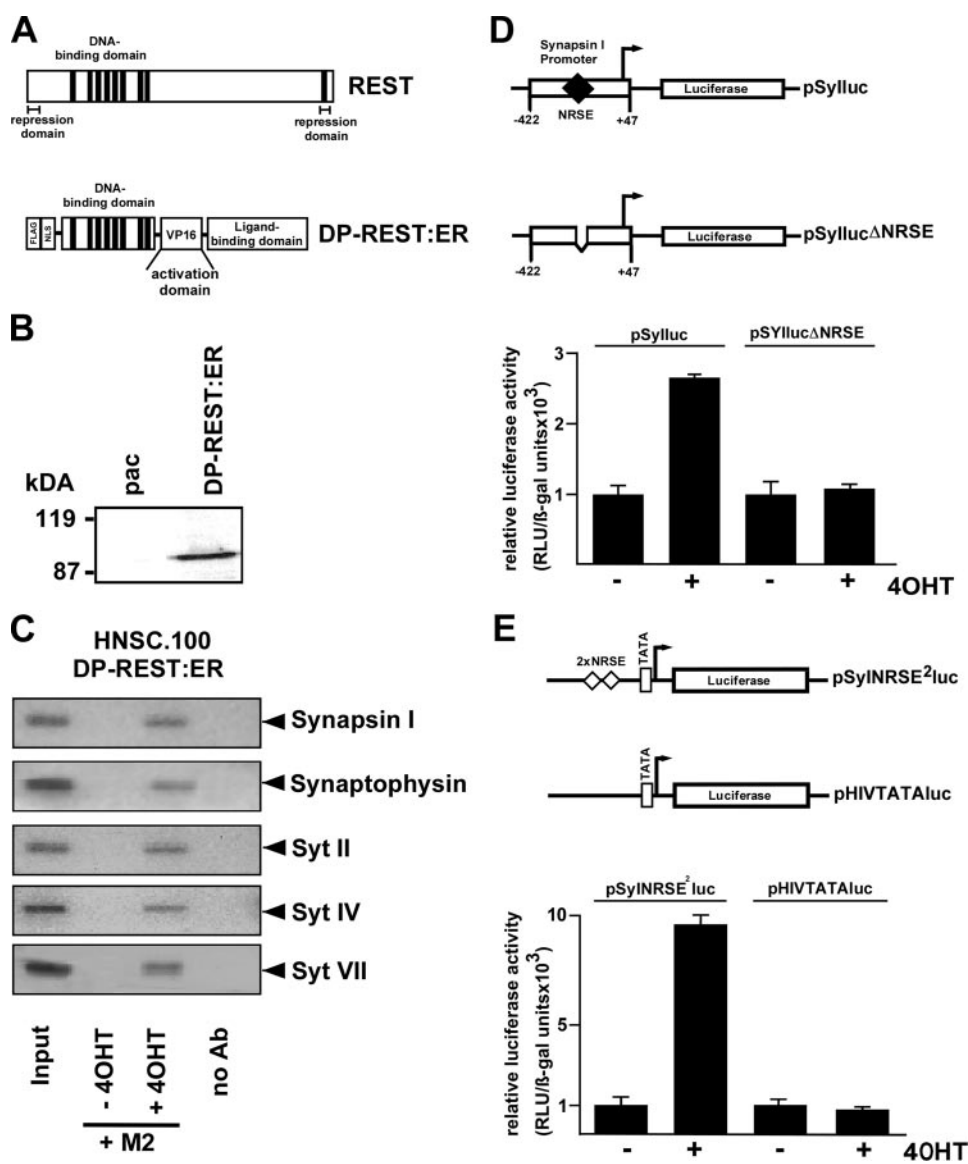 A
DNA-
binding domain
REST
repression
domain
repression
domain
DNA-
binding domain
FLAG
NLS
VP16
Ligand-
binding domain
DP-REST:ER
activation
domain
B
kDA
pac
DP-REST:ER
119
87
C
HNSC.100
DP-REST:ER
Synapsin I
Synaptophysin
Syt II
Syt IV
Syt VII
Input
- 4OHT
+ 4OHT
no Ab
+ M2
D
Synapsin I
Promoter
Luciferase
pSyIluc
-422
NRSE
+47
Luciferase
pSyIlucΔNRSE
-422
+47
pSyIluc
pSYIlucΔNRSE
relative luciferase activity
(RLU/ß-gal unitsx10³)
3
2
1
- + - +
4OHT
E
2xNRSE
TATA
Luciferase
pSyINRSE²luc
TATA
Luciferase
pHIVTATAluc
pSyINRSE²luc
pHIVTATAluc
relative luciferase activity
(RLU/ß-gal unitsx10³)
10
5
1
- + - +
4OHT